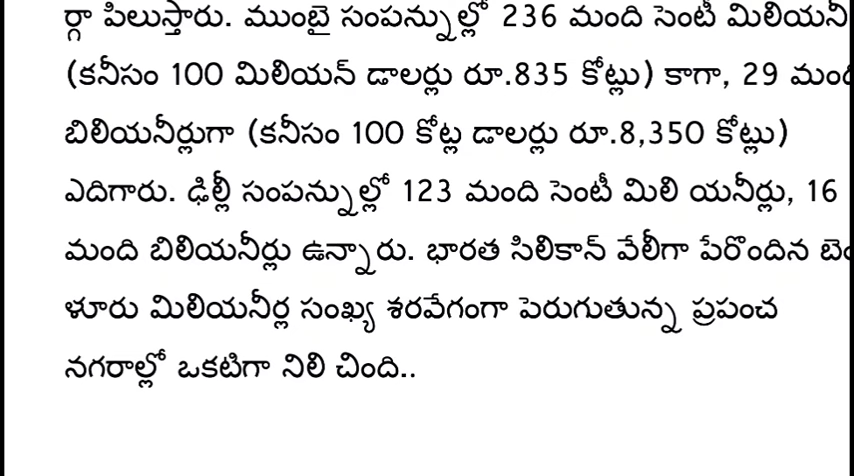 ర్గా పిలుస్తారు. ముంబై సంపన్నుల్లో 236 మంది సెంటీ మిలియనీ
(కనీసం 100 మిలియన్ డాలర్లు రూ.835 కోట్లు) కాగా, 29 మంది
బిలియనీర్లుగా (కనీసం 100 కోట్ల డాలర్లు రూ.8,350 కోట్లు)
ఎదిగారు. ఢిల్లీ సంపన్నుల్లో 123 మంది సెంటీ మిలి యనీర్లు, 16
మంది బిలియనీర్లు ఉన్నారు. భారత సిలికాన్ వేలీగా పేరొందిన బెం
ళూరు మిలియనీర్ల సంఖ్య శరవేగంగా పెరుగుతున్న ప్రపంచ
నగరాల్లో ఒకటిగా నిలి చింది..